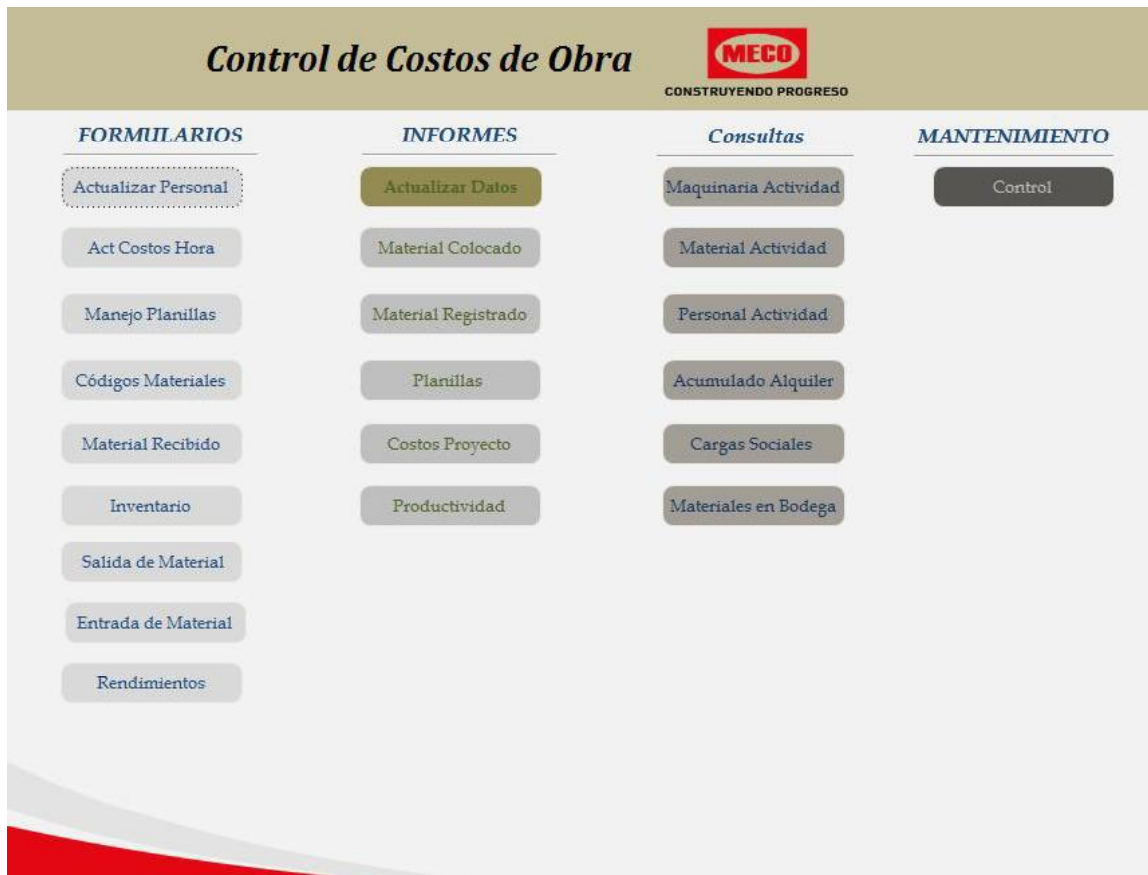 Control de Costos de Obra
MECO
CONSTRUYENDO PROGRESO
FORMULARIOS
Actualizar Personal
Act Costos Hora
Manejo Planillas
Códigos Materiales
Material Recibido
Inventario
Salida de Material
Entrada de Material
Rendimientos
INFORMES
Actualizar Datos
Material Colocado
Material Registrado
Planillas
Costos Proyecto
Productividad
Consultas
Maquinaria Actividad
Material Actividad
Personal Actividad
Acumulado Alquiler
Cargas Sociales
Materiales en Bodega
MANTENIMIENTO
Control